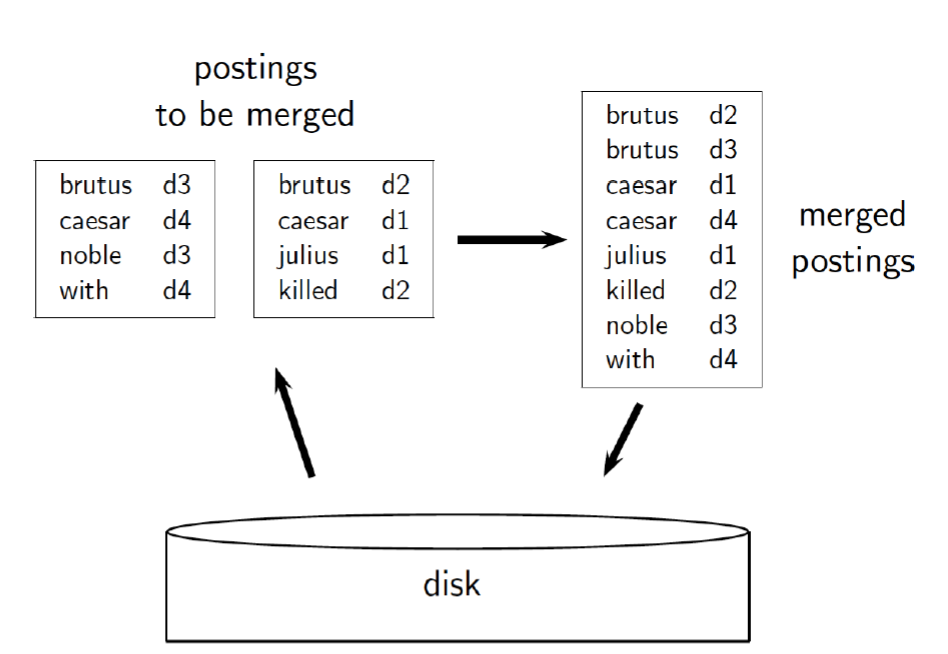 postings
to be merged
brutus d3
caesar d4
noble d3
with d4
brutus d2
caesar d1
julius d1
killed d2
brutus d2
brutus d3
caesar d1
caesar d4
julius d1
killed d2
noble d3
with d4
merged
postings
disk